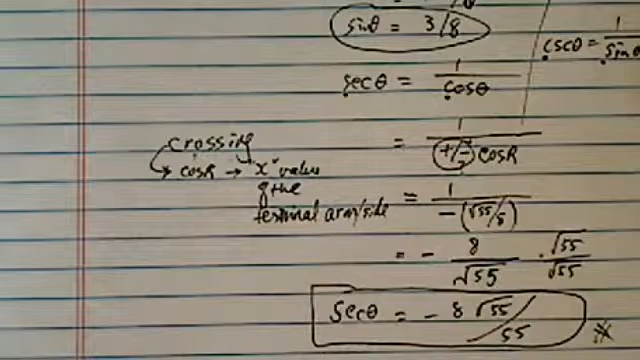 sinθ = 3/8
cscθ = 1/sinθ
secθ = 1/cosθ
crossing = 1/(+/-) cosR
cosR → "x" value
of the
terminal arm/side = 1/-(√55/8)
= - 8/√55 · √55/√55
secθ = - 8√55/55